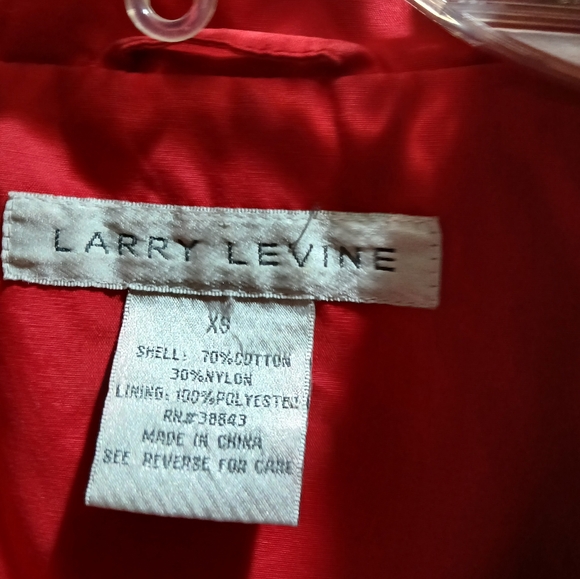 LARRY LEVINE
XS
SHELL: 70%COTTON
30%NYLON
LINING: 100%POLYESTER
RN#38843
MADE IN CHINA
SEE REVERSE FOR CARE